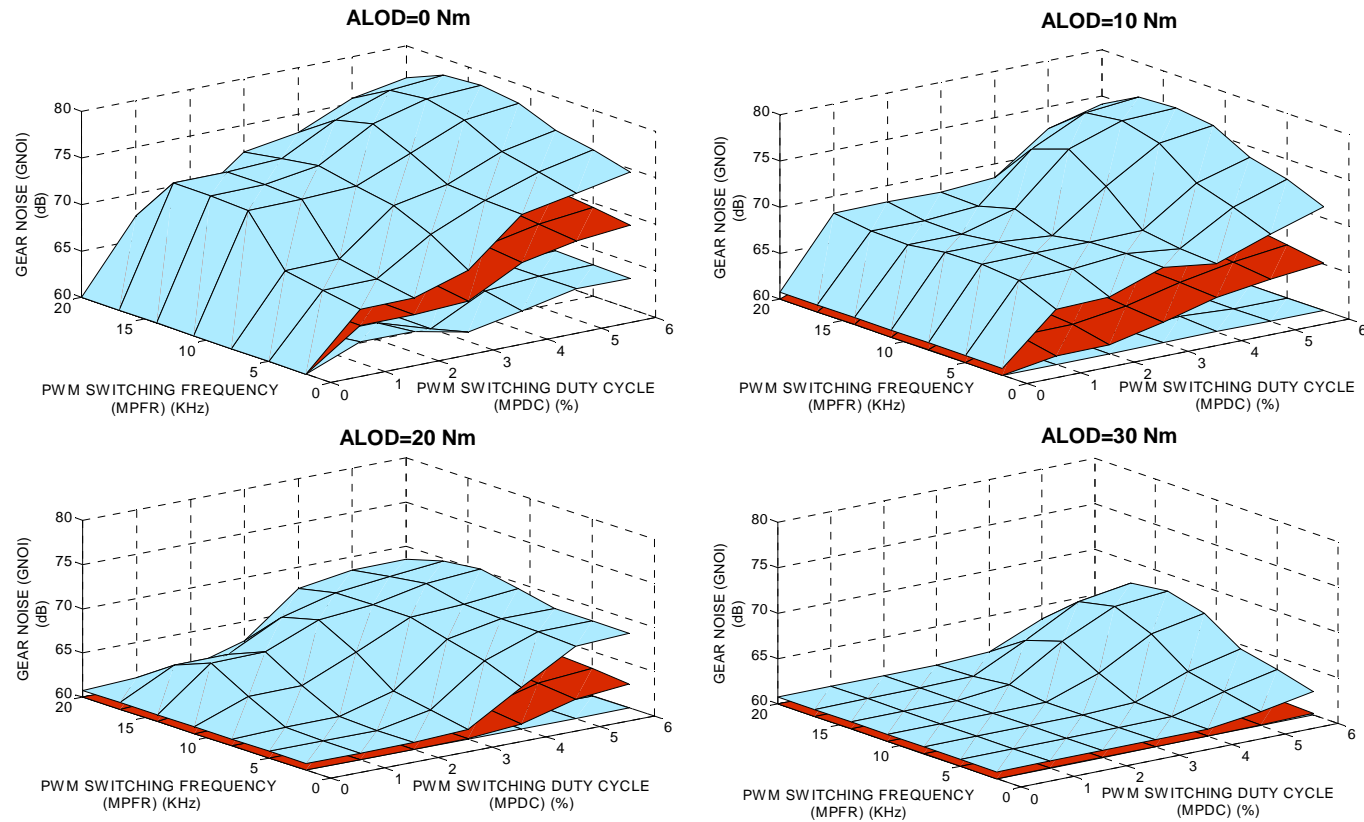 ALOD=0 Nm
80
75
70
65
60
GEAR NOISE (GNOI)
(dB)
20
15
10
5
0
PWM SWITCHING FREQUENCY
(MPFR) (KHz)
0
1
2
3
4
5
6
PWM SWITCHING DUTY CYCLE
(MPDC) (%)
ALOD=10 Nm
80
75
70
65
60
GEAR NOISE (GNOI)
(dB)
20
15
10
5
0
PWM SWITCHING FREQUENCY
(MPFR) (KHz)
0
1
2
3
4
5
6
PWM SWITCHING DUTY CYCLE
(MPDC) (%)
ALOD=20 Nm
80
75
70
65
60
GEAR NOISE (GNOI)
(dB)
20
15
10
5
0
PWM SWITCHING FREQUENCY
(MPFR) (KHz)
0
1
2
3
4
5
6
PWM SWITCHING DUTY CYCLE
(MPDC) (%)
ALOD=30 Nm
80
75
70
65
60
GEAR NOISE (GNOI)
(dB)
20
15
10
5
0
PWM SWITCHING FREQUENCY
(MPFR) (KHz)
0
1
2
3
4
5
6
PWM SWITCHING DUTY CYCLE
(MPDC) (%)